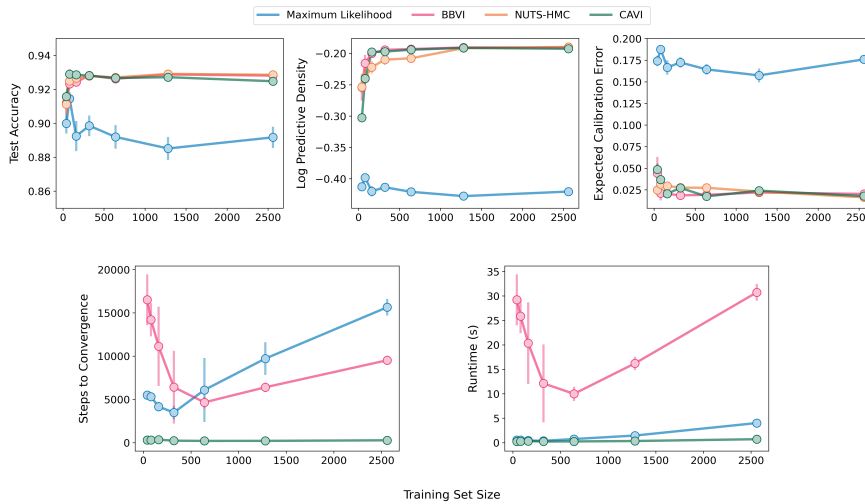 Maximum Likelihood BBVI NUTS-HMC CAVI
Test Accuracy
0.94
0.92
0.90
0.88
0.86
0 500 1000 1500 2000 2500
Log Predictive Density
−0.20
−0.25
−0.30
−0.35
−0.40
0 500 1000 1500 2000 2500
Expected Calibration Error
0.200
0.175
0.150
0.125
0.100
0.075
0.050
0.025
0 500 1000 1500 2000 2500
Steps to Convergence
20000
15000
10000
5000
0
0 500 1000 1500 2000 2500
Runtime (s)
35
30
25
20
15
10
5
0
0 500 1000 1500 2000 2500
Training Set Size